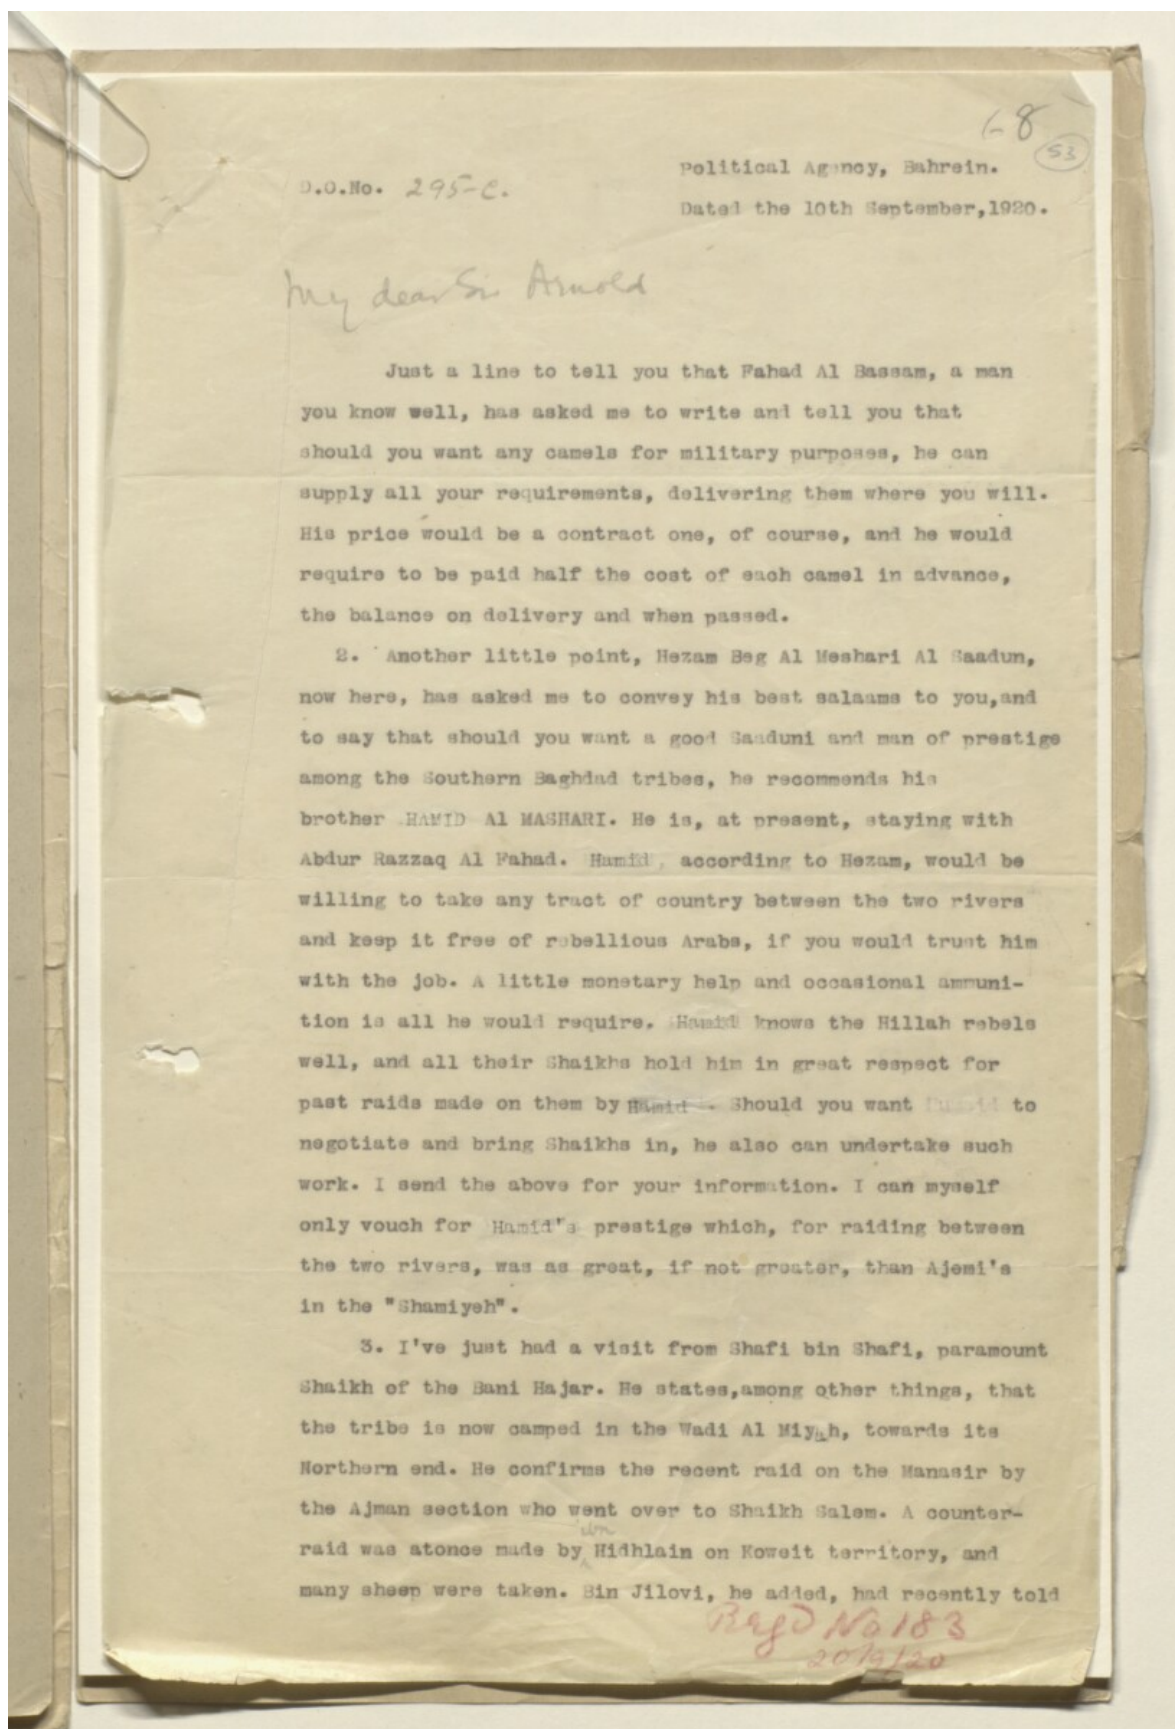 68
53
Political Agency, Bahrein.
D.O.No. 295-C.
Dated the 10th September,1920.
My dear Sir Arnold
Just a line to tell you that Fahad Al Bassam, a man
you know well, has asked me to write and tell you that
should you want any camels for military purposes, he can
supply all your requirements, delivering them where you will.
His price would be a contract one, of course, and he would
require to be paid half the cost of each camel in advance,
the balance on delivery and when passed.
2. Another little point, Hezam Beg Al Meshari Al Saadun,
now here, has asked me to convey his best salaams to you,and
to say that should you want a good Saaduni and man of prestige
among the Southern Baghdad tribes, he recommends his
brother HAMID Al MASHARI. He is, at present, staying with
Abdur Razzaq Al Fahad. Hamid, according to Hezam, would be
willing to take any tract of country between the two rivers
and keep it free of rebellious Arabs, if you would trust him
with the job. A little monetary help and occasional ammuni-
tion is all he would require. Hamid knows the Hillah rebels
well, and all their Shaikhs hold him in great respect for
past raids made on them by Hamid. Should you want to
negotiate and bring Shaikhs in, he also can undertake such
work. I send the above for your information. I can myself
only vouch for Hamid's prestige which, for raiding between
the two rivers, was as great, if not greater, than Ajemi's
in the "Shamiyeh".
3. I've just had a visit from Shafi bin Shafi, paramount
Shaikh of the Bani Hajar. He states,among other things, that
the tribe is now camped in the Wadi Al Miyah, towards its
Northern end. He confirms the recent raid on the Manasir by
the Ajman section who went over to Shaikh Salem. A counter-
raid was atonce made by ibn Hidhlain on Koweit territory, and
many sheep were taken. Bin Jilovi, he added, had recently told
Regd No 183
20/9/20